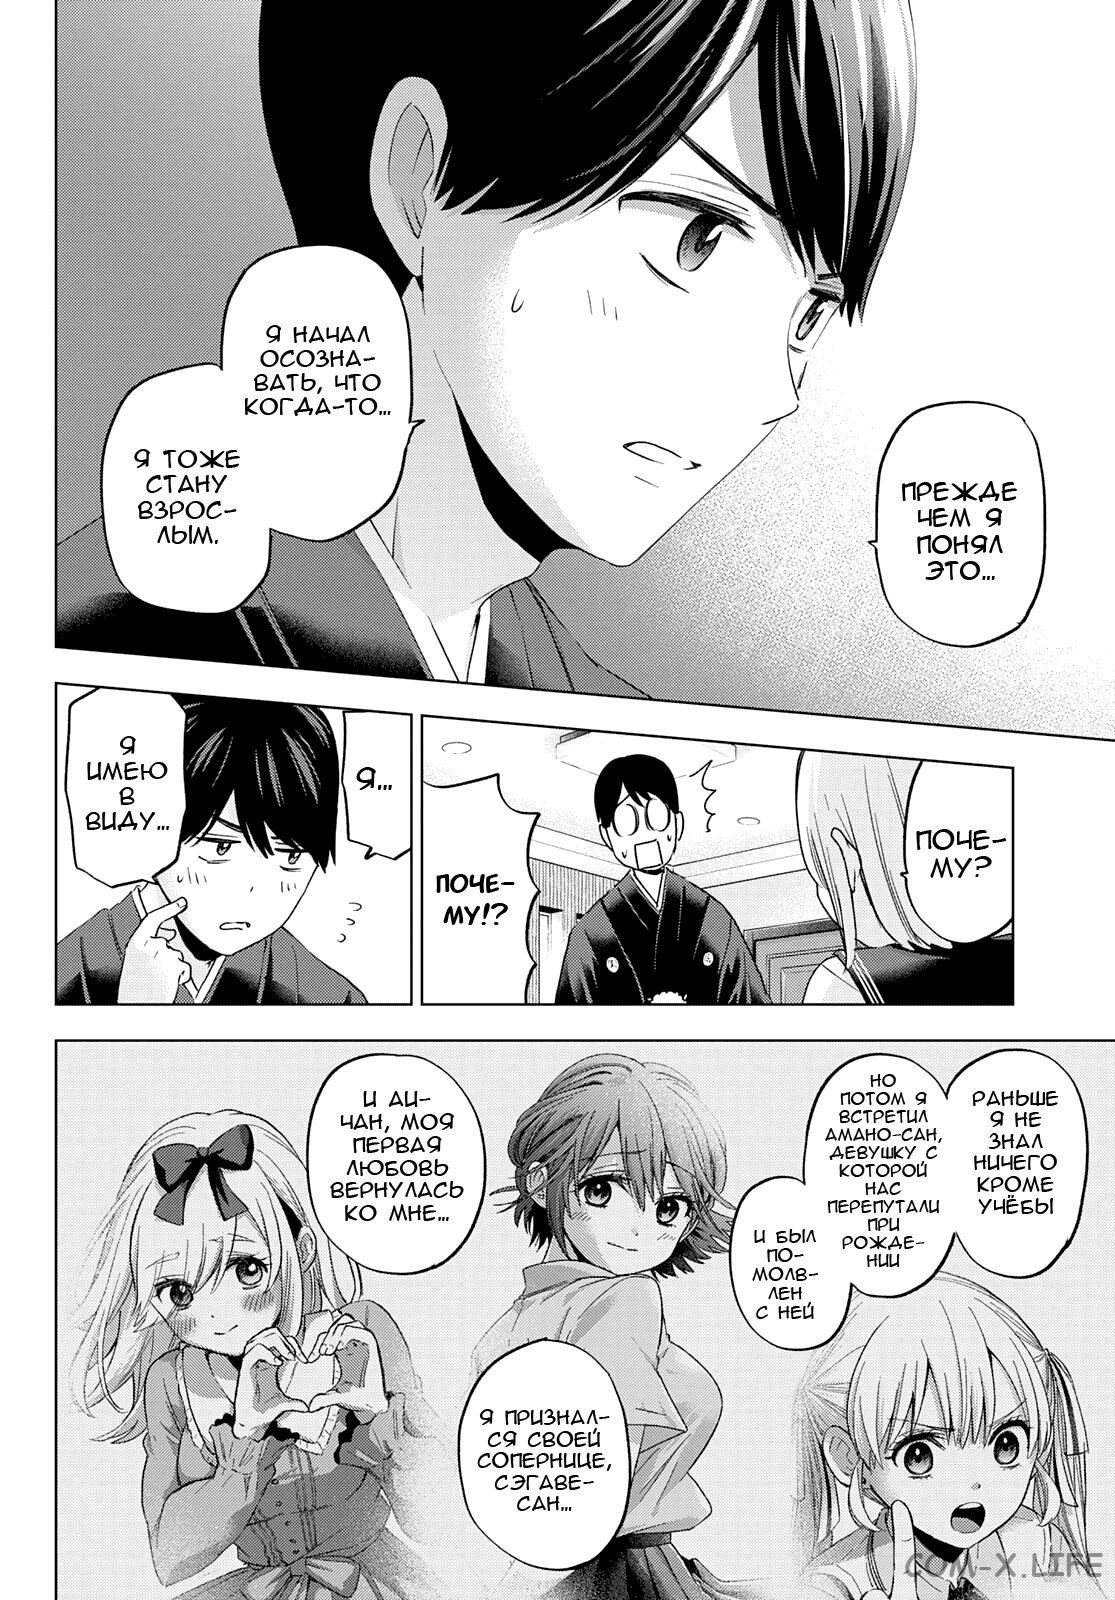 ПРЕЖДЕ
ЧЕМ Я
ПОНЯЛ
ЭТО...
Я НАЧАЛ
ОСОЗНА-
ВАТЬ, ЧТО
КОГДА-ТО...
Я ТОЖЕ
СТАНУ
ВЗРОС-
ЛЫМ.
ПОЧЕ-
МУ?
ПОЧЕ-
МУ!?
Я...
Я
ИМЕЮ
В
ВИДУ...
РАНЬШЕ
Я НЕ
ЗНАЛ
НИЧЕГО
КРОМЕ
УЧЁБЫ
НО
ПОТОМ Я
ВСТРЕТИЛ
АМАНО-САН,
ДЕВУШКУ С
КОТОРОЙ
НАС
ПЕРЕПУТАЛИ
ПРИ
РОЖДЕ-
НИИ
И БЫЛ
ПО-
МОЛВ-
ЛЕН
С НЕЙ
Я ПРИЗНАЛ-
СЯ СВОЕЙ
СОПЕРНИЦЕ,
СЭГАВЕ-
САН...
И АИ-
ЧАН, МОЯ
ПЕРВАЯ
ЛЮБОВЬ
ВЕРНУЛАСЬ
КО МНЕ...
COM-X.LIFE